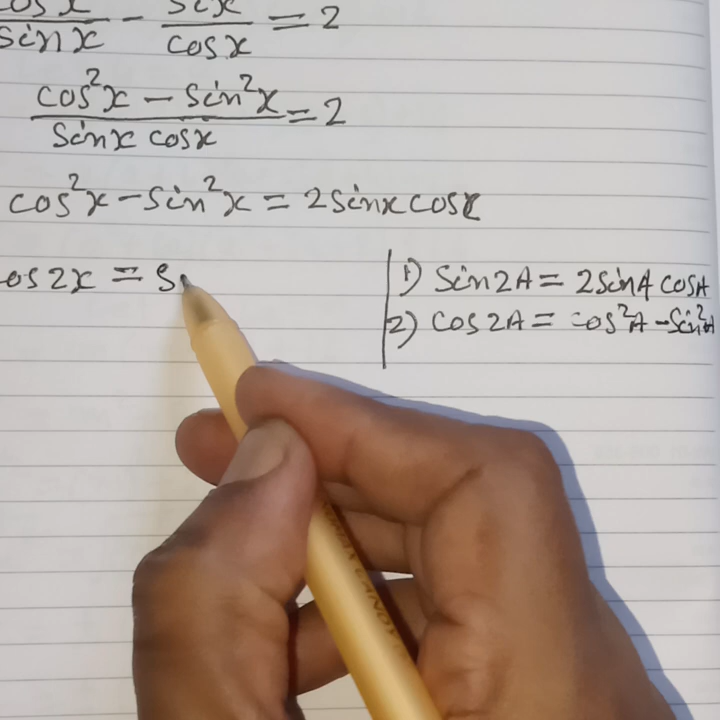 cos x / sin x - sin x / cos x = 2
cos²x - sin²x / sin x cos x = 2
cos²x - sin²x = 2 sin x cos x
os 2x = s
1) sin 2A = 2 sin A cos A
2) cos 2A = cos²A - sin²A